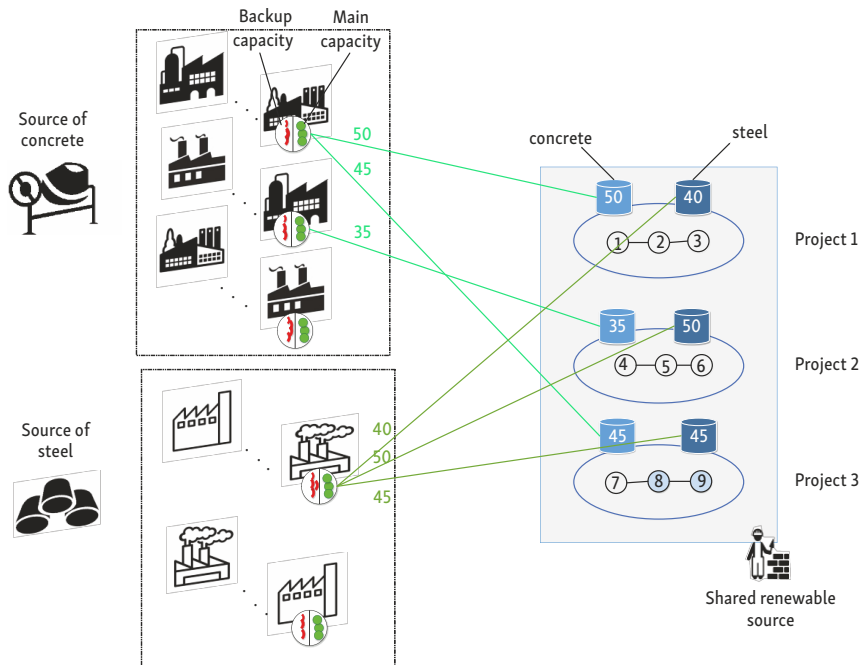 Backup
capacity
Main
capacity
Source of
concrete
50
45
35
concrete
steel
50
40
1
2
3
Project 1
35
50
4
5
6
Project 2
Source of
steel
40
50
45
45
45
7
8
9
Project 3
Shared renewable
source